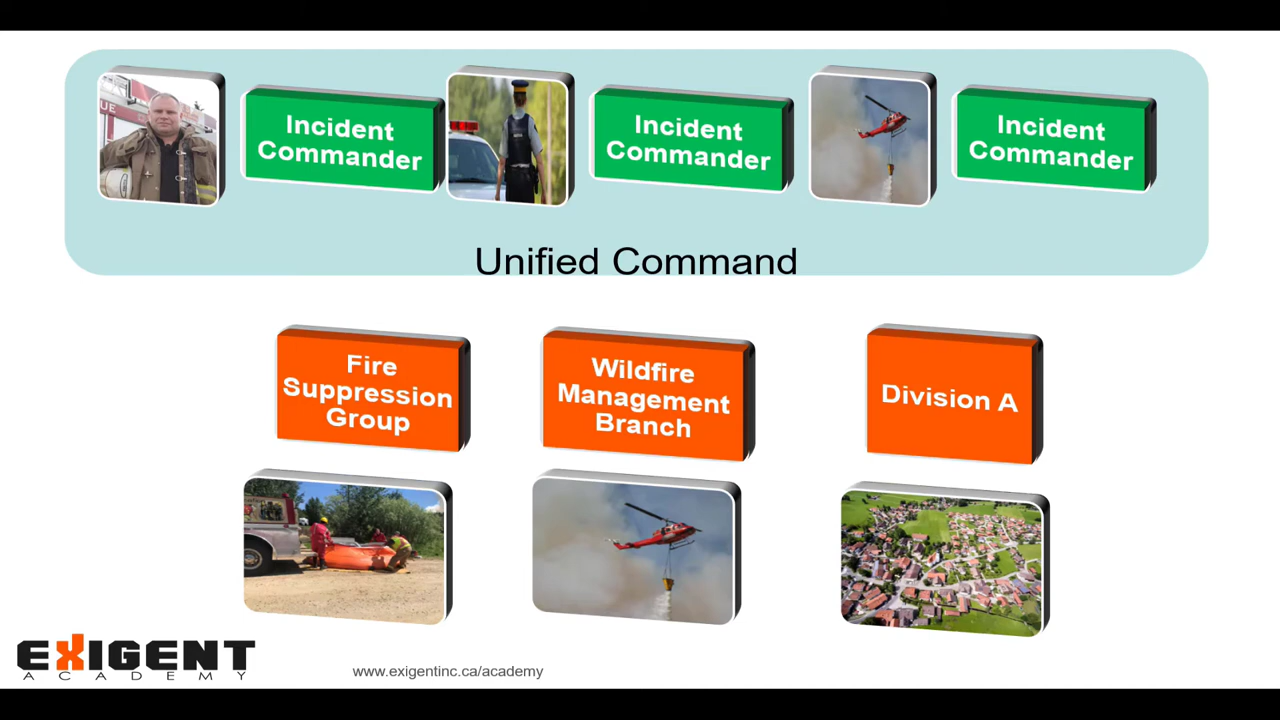 Incident
Commander
Incident
Commander
Incident
Commander
Unified Command
Fire
Suppression
Group
Wildfire
Management
Branch
Division A
EXIGENT
ACADEMY
www.exigentinc.ca/academy